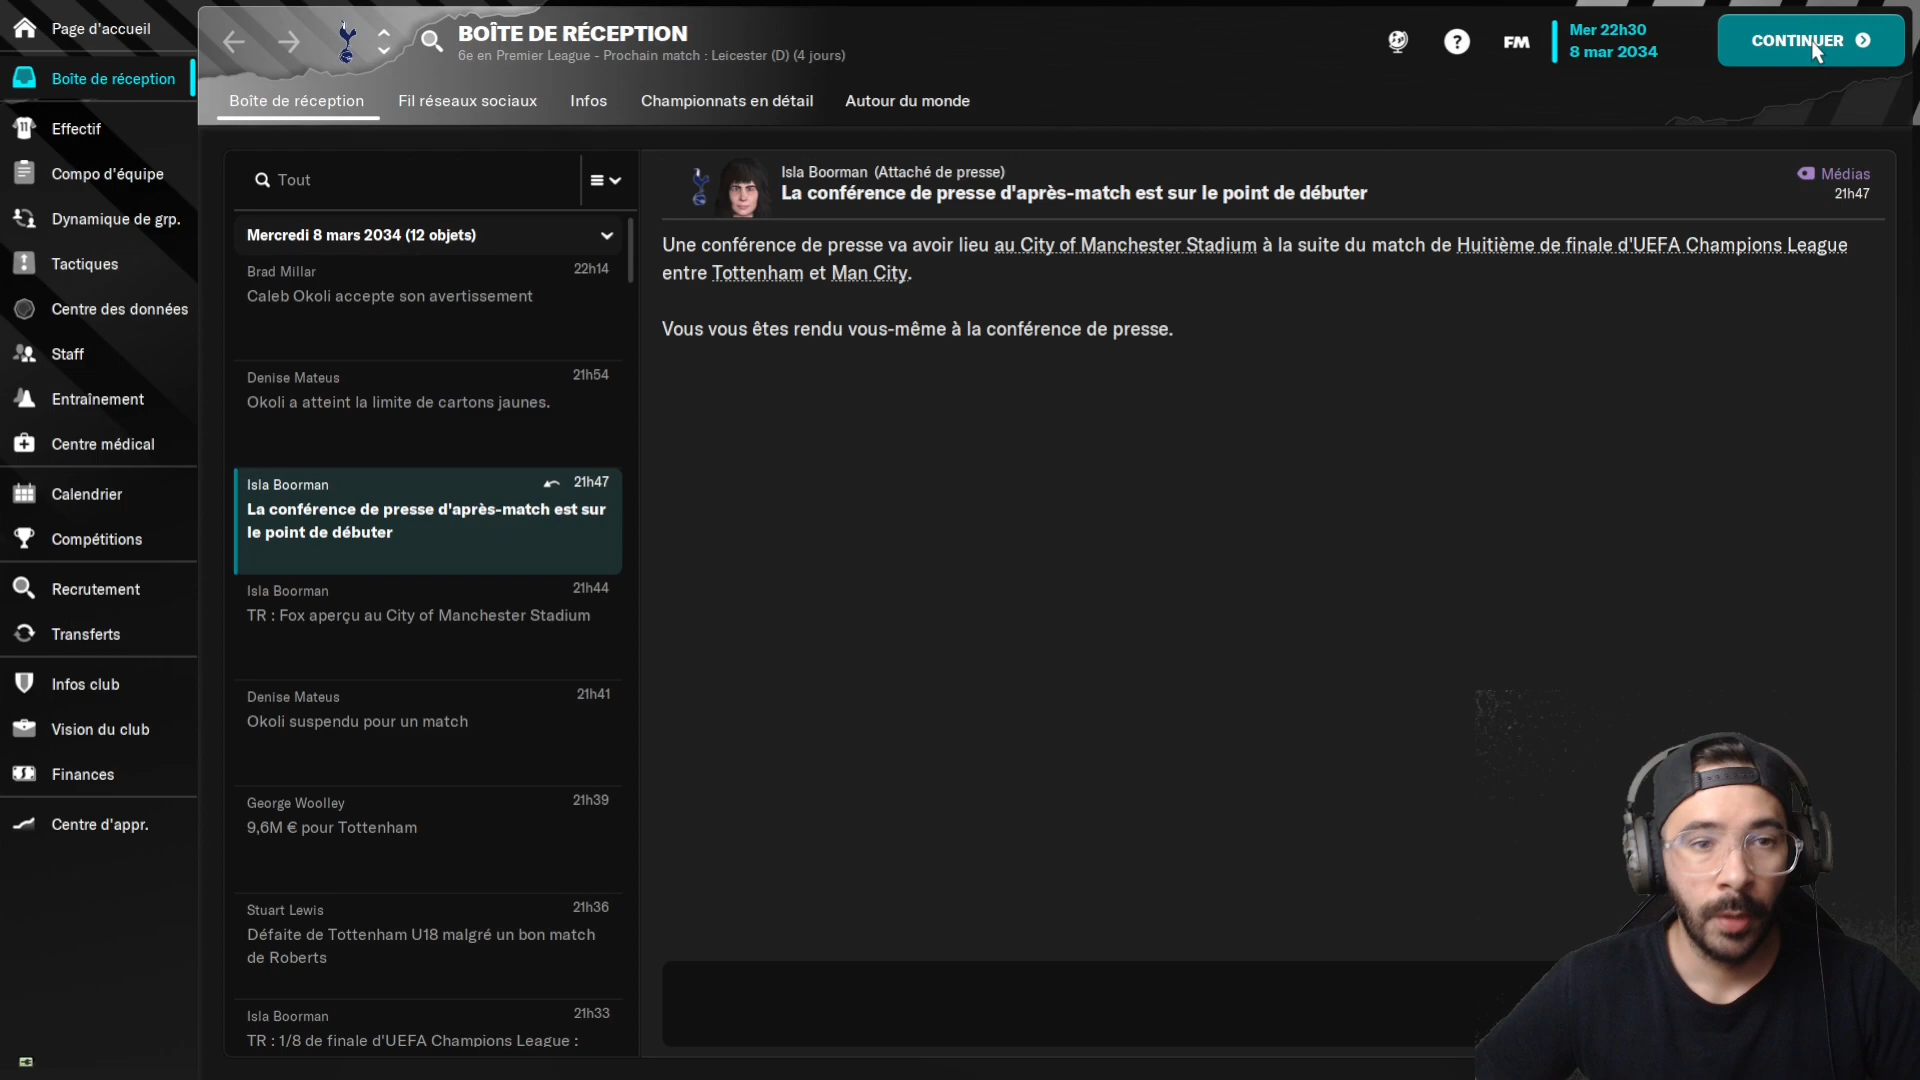 Page d'accueil
Boîte de réception
Effectif
Compo d'équipe
Dynamique de grp.
Tactiques
Centre des données
Staff
Entraînement
Centre médical
Calendrier
Compétitions
Recrutement
Transferts
Infos club
Vision du club
Finances
Centre d'appr.
BOÎTE DE RÉCEPTION
6e en Premier League - Prochain match : Leicester (D) (4 jours)
?
FM
Mer 22h30
8 mar 2034
CONTINUER
Boîte de réception
Fil réseaux sociaux
Infos
Championnats en détail
Autour du monde
Tout
Mercredi 8 mars 2034 (12 objets)
Brad Millar 22h14
Caleb Okoli accepte son avertissement
Denise Mateus 21h54
Okoli a atteint la limite de cartons jaunes.
Isla Boorman 21h47
La conférence de presse d'après-match est sur
le point de débuter
Isla Boorman 21h44
TR : Fox aperçu au City of Manchester Stadium
Denise Mateus 21h41
Okoli suspendu pour un match
George Woolley 21h39
9,6M € pour Tottenham
Stuart Lewis 21h36
Défaite de Tottenham U18 malgré un bon match
de Roberts
Isla Boorman 21h33
TR : 1/8 de finale d'UEFA Champions League :
Isla Boorman (Attaché de presse)
La conférence de presse d'après-match est sur le point de débuter
Médias
21h47
Une conférence de presse va avoir lieu au City of Manchester Stadium à la suite du match de Huitième de finale d'UEFA Champions League
entre Tottenham et Man City.
Vous vous êtes rendu vous-même à la conférence de presse.